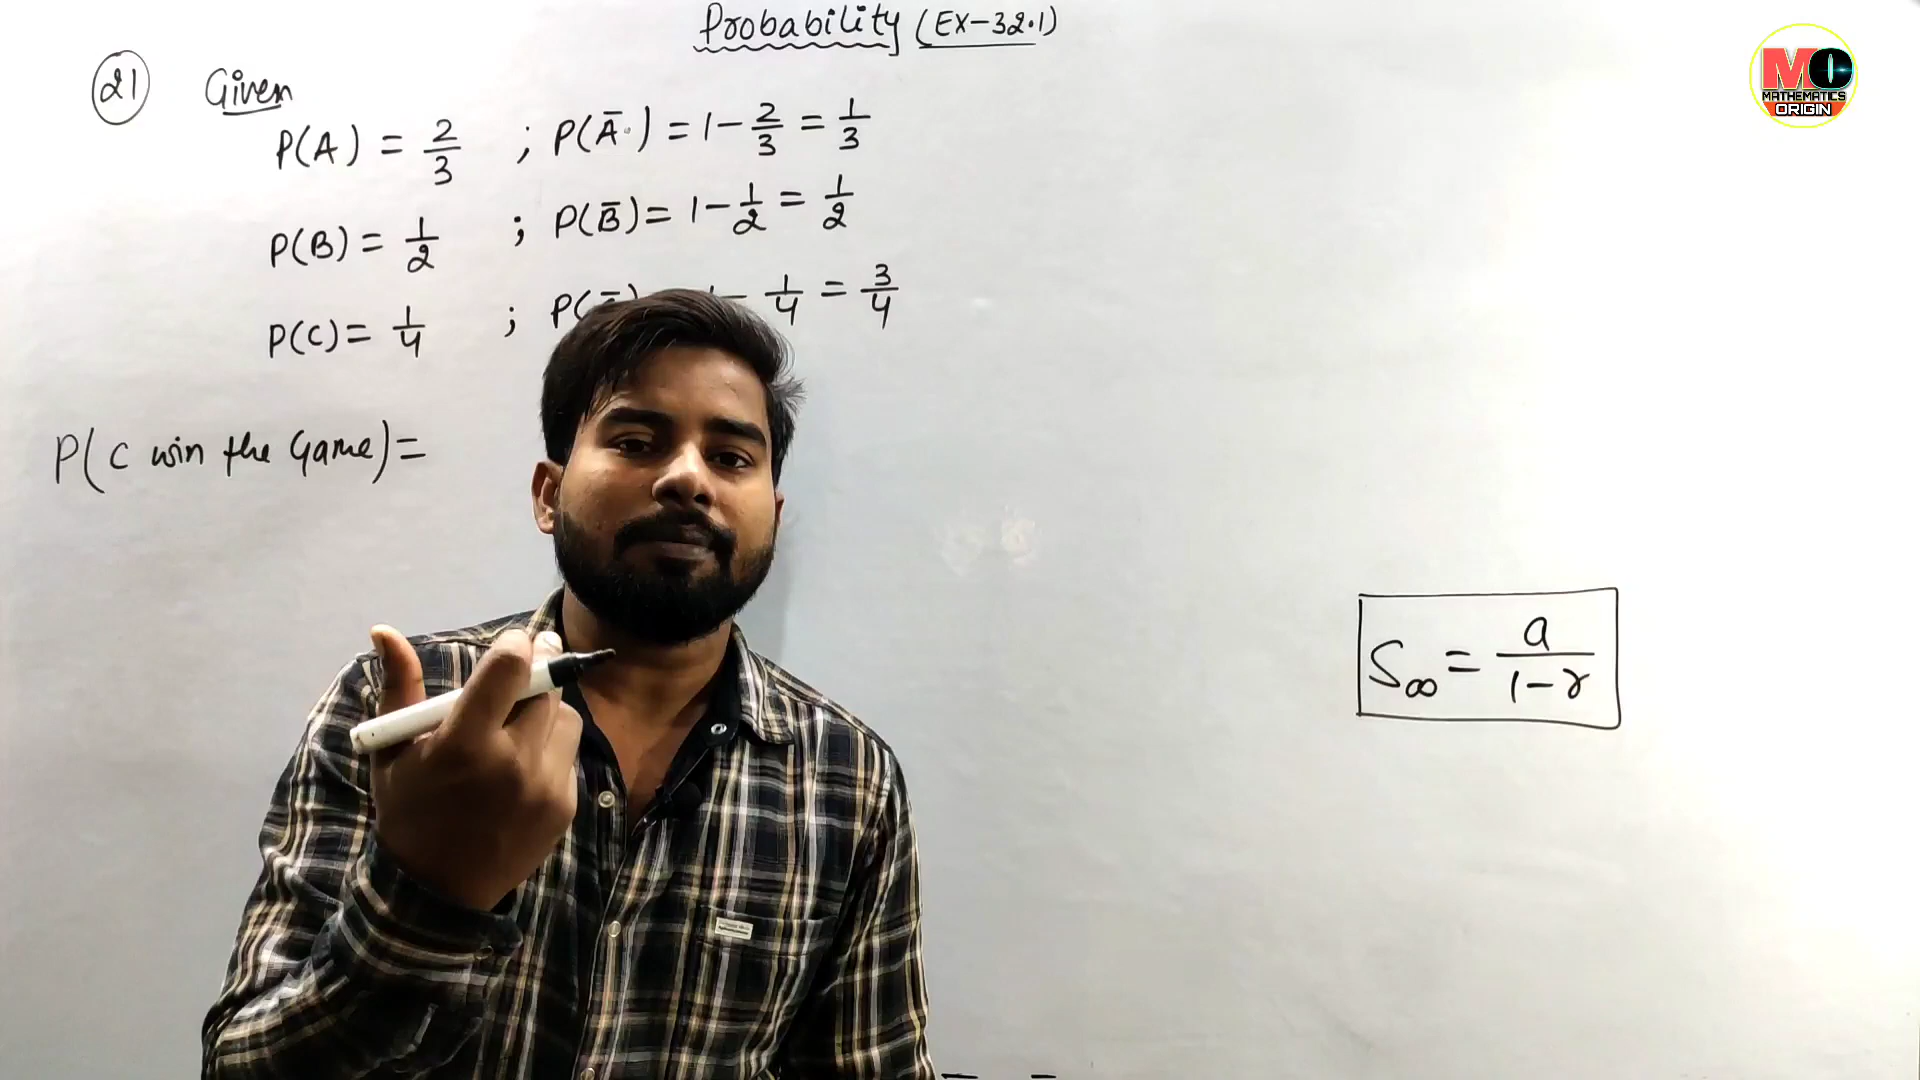 Probability (EX-32.1)
21 Given
P(A) = 2/3 ; P(Ā) = 1 - 2/3 = 1/3
P(B) = 1/2 ; P(B̄) = 1 - 1/2 = 1/2
P(C) = 1/4 ; P( 1/4 = 3/4
P(C win the Game) =
S∞ = a/(1-r)
MO
MATHEMATICS
ORIGIN